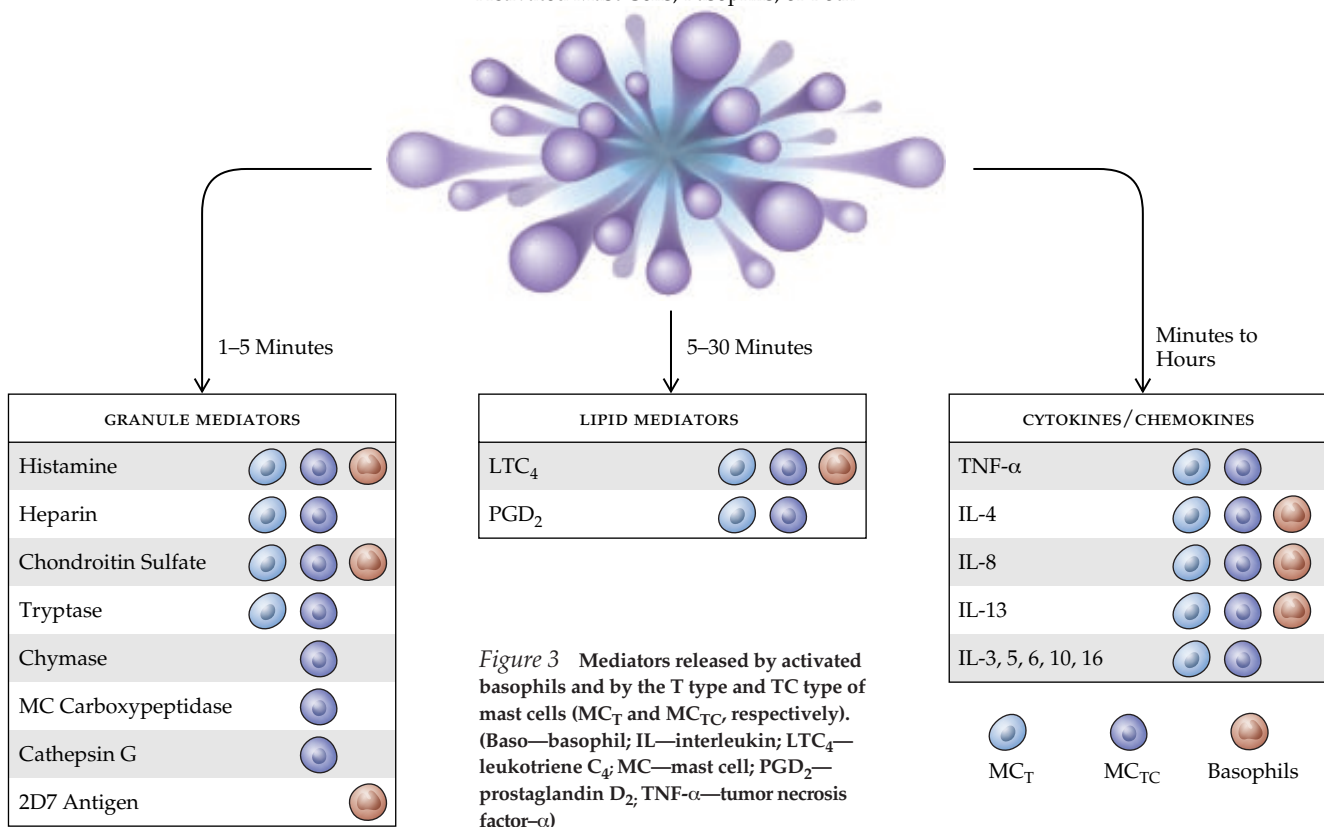 1–5 Minutes
5–30 Minutes
Minutes to
Hours
GRANULE MEDIATORS
Histamine
Heparin
Chondroitin Sulfate
Tryptase
Chymase
MC Carboxypeptidase
Cathepsin G
2D7 Antigen
LIPID MEDIATORS
LTC4
PGD2
CYTOKINES/CHEMOKINES
TNF-α
IL-4
IL-8
IL-13
IL-3, 5, 6, 10, 16
MCT
MCTC
Basophils
Figure 3 Mediators released by activated
basophils and by the T type and TC type of
mast cells (MCT and MCTC, respectively).
(Baso—basophil; IL—interleukin; LTC4—
leukotriene C4; MC—mast cell; PGD2—
prostaglandin D2; TNF-α—tumor necrosis
factor–α)